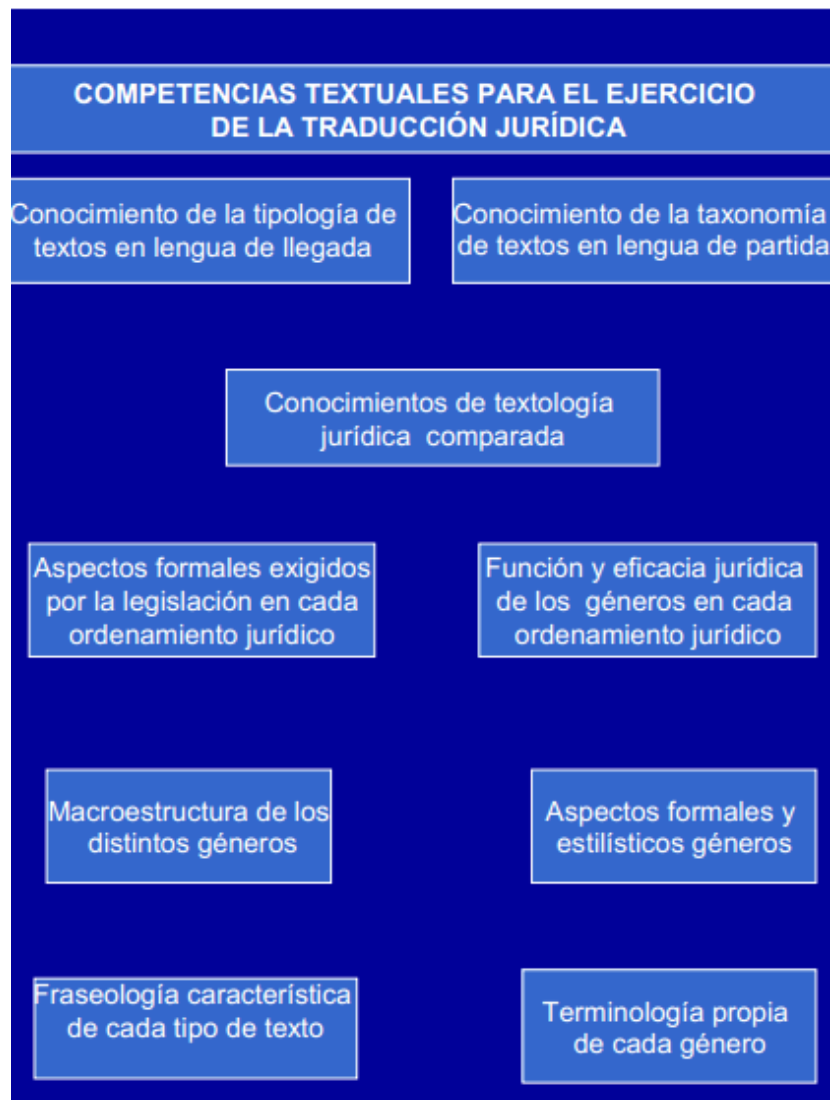 COMPETENCIAS TEXTUALES PARA EL EJERCICIO
DE LA TRADUCCIÓN JURÍDICA
Conocimiento de la tipología de
textos en lengua de llegada
Conocimiento de la taxonomía
de textos en lengua de partida
Conocimientos de textología
jurídica comparada
Aspectos formales exigidos
por la legislación en cada
ordenamiento jurídico
Función y eficacia jurídica
de los géneros en cada
ordenamiento jurídico
Macroestructura de los
distintos géneros
Aspectos formales y
estilísticos géneros
Fraseología característica
de cada tipo de texto
Terminología propia
de cada género